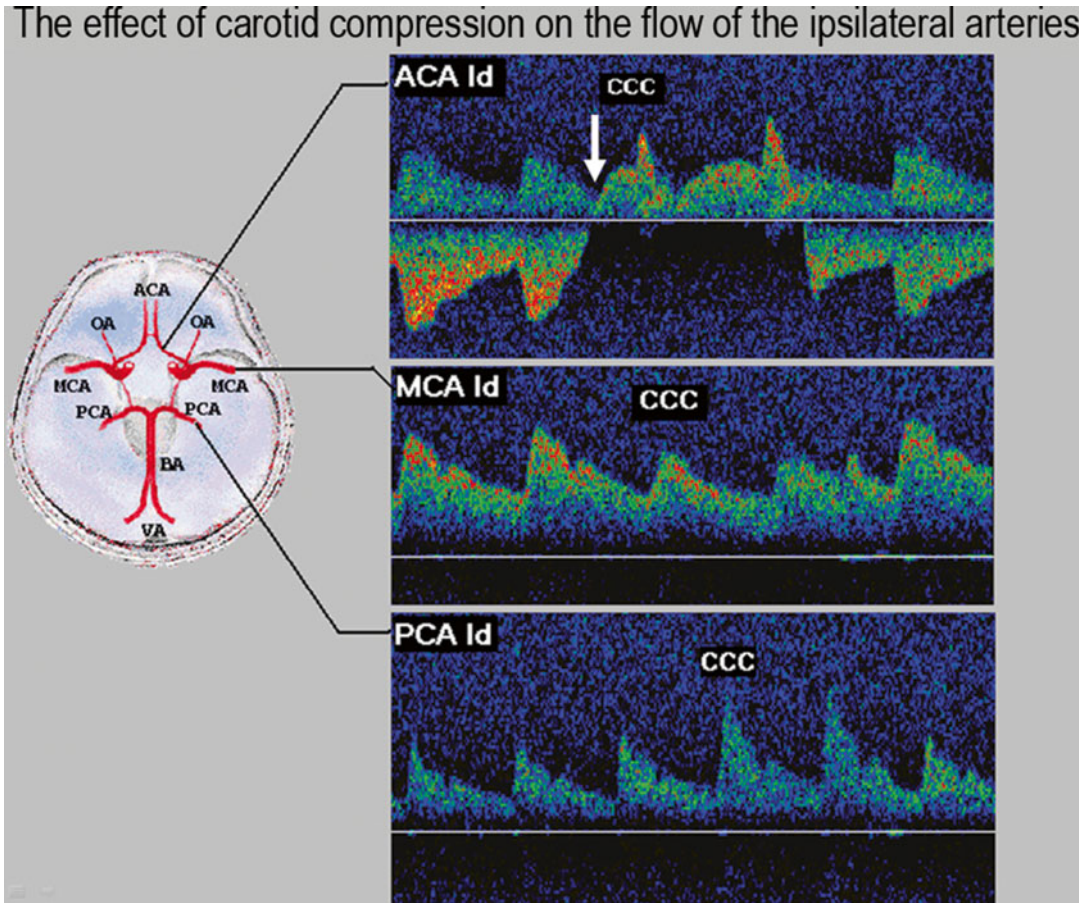 The effect of carotid compression on the flow of the ipsilateral arteries
ACA ld
CCC
MCA ld
CCC
PCA ld
CCC
ACA
OA OA
MCA MCA
PCA PCA
BA
VA